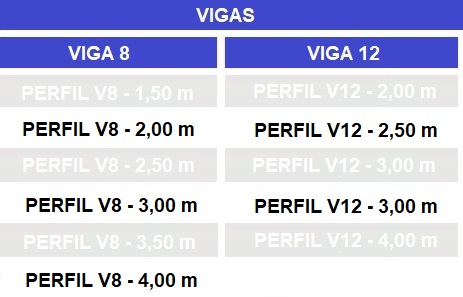 VIGAS
VIGA 8 VIGA 12
PERFIL V8 - 1,50 m PERFIL V12 - 2,00 m
PERFIL V8 - 2,00 m PERFIL V12 - 2,50 m
PERFIL V8 - 2,50 m PERFIL V12 - 3,00 m
PERFIL V8 - 3,00 m PERFIL V12 - 3,00 m
PERFIL V8 - 3,50 m PERFIL V12 - 4,00 m
PERFIL V8 - 4,00 m